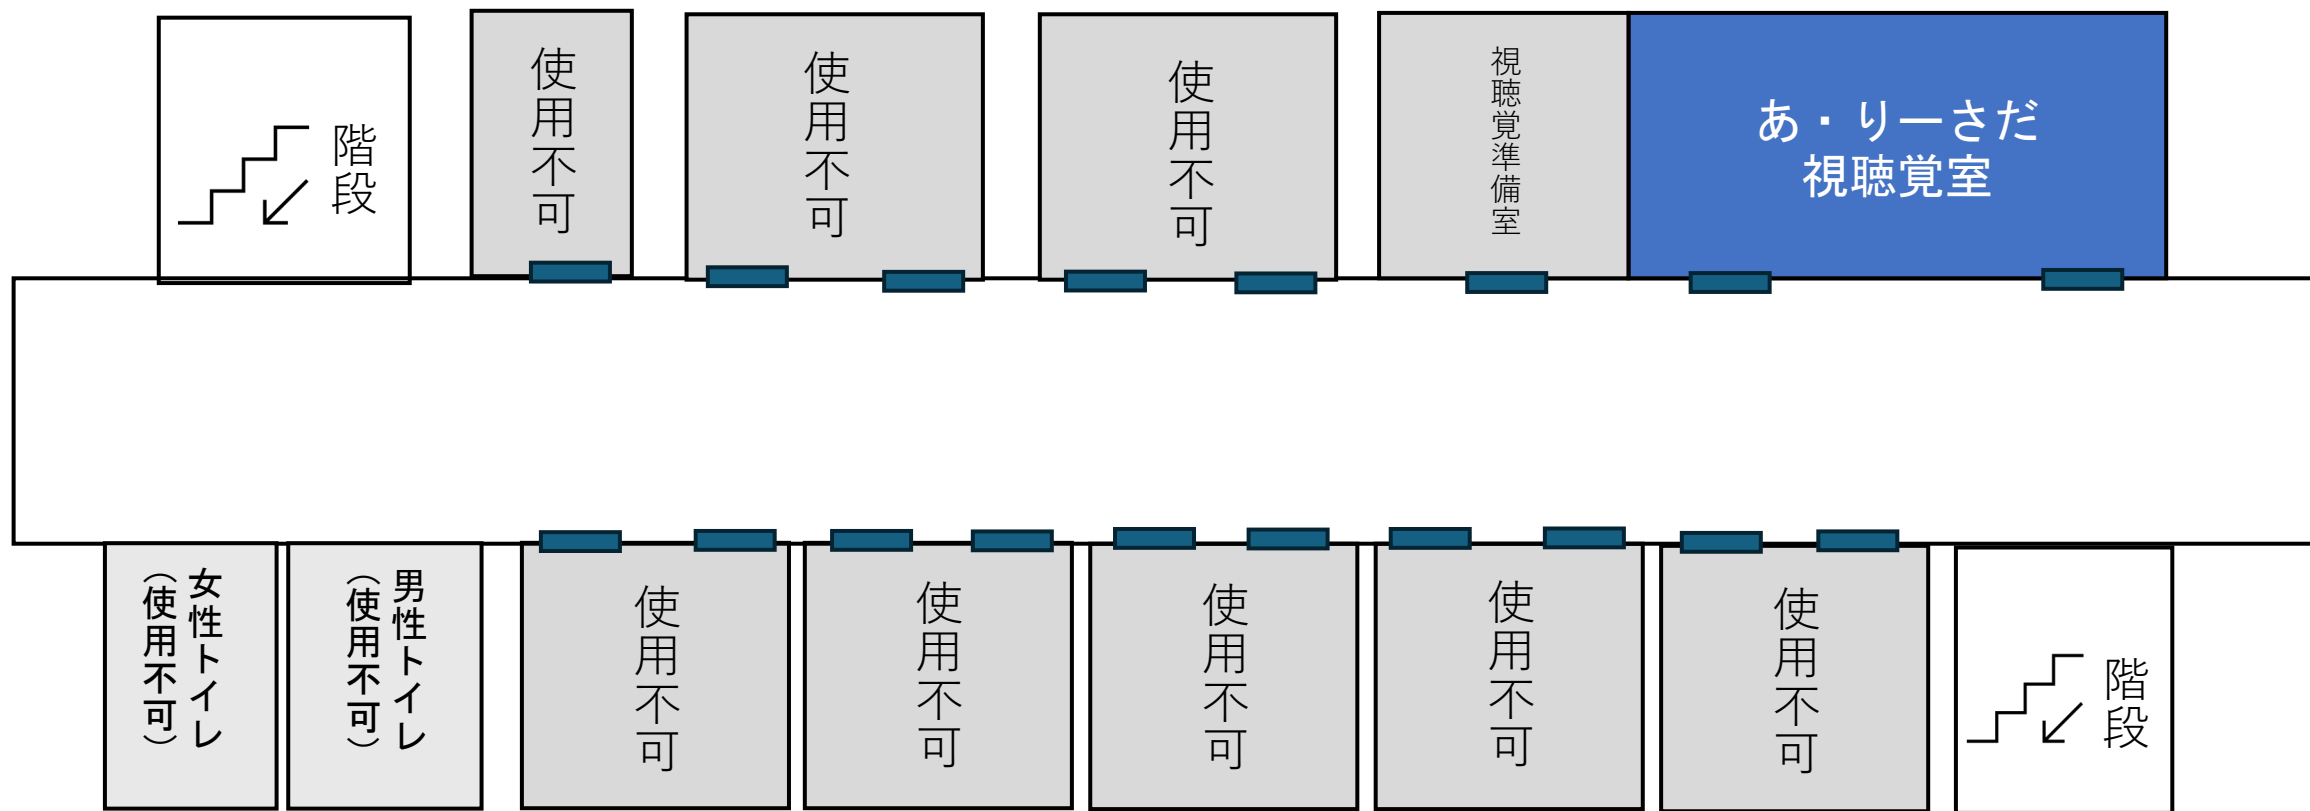 階段
使用不可
使用不可
使用不可
視聴覚準備室
あ・りーさだ
視聴覚室
女性トイレ
（使用不可）
男性トイレ
（使用不可）
使用不可
使用不可
使用不可
使用不可
使用不可
階段